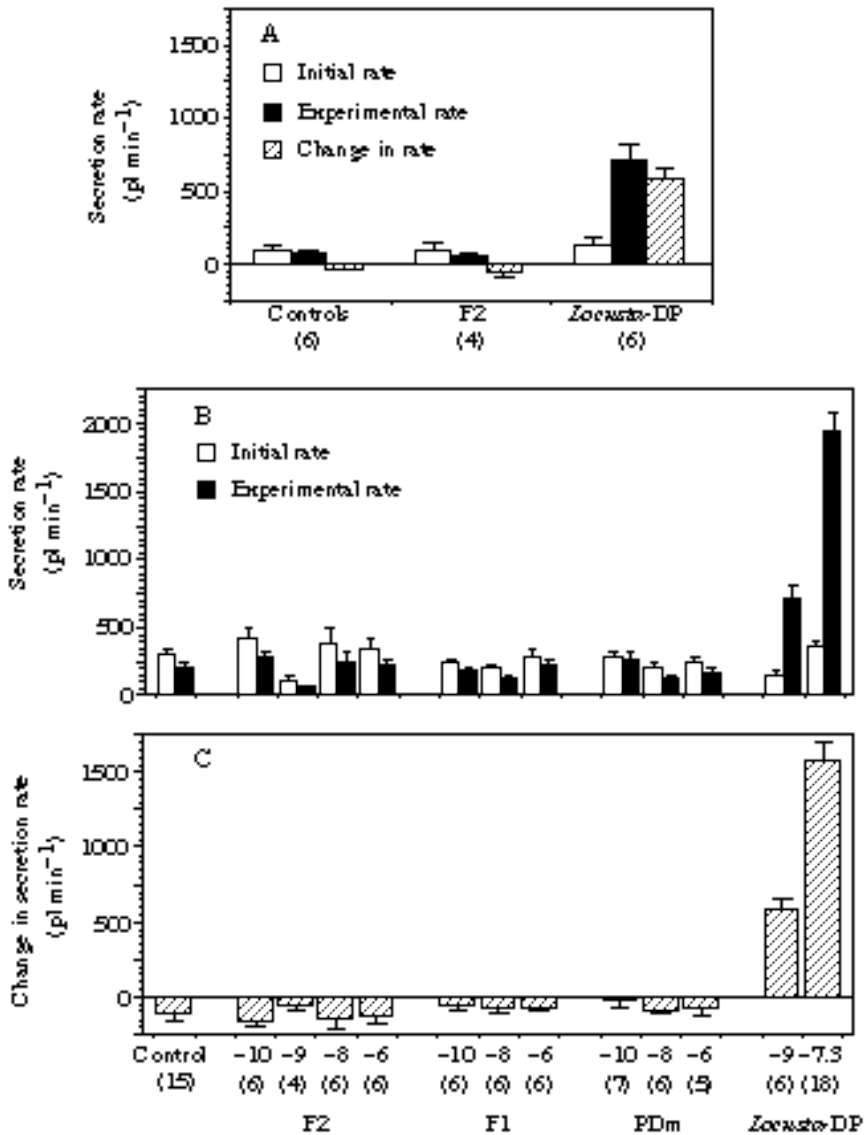 A
Initial rate
Experimental rate
Change in rate
Secretion rate
(pl min⁻¹)
1500
1000
500
0
Controls F2 Locusta-DP
(6) (4) (6)
B
Initial rate
Experimental rate
Secretion rate
(pl min⁻¹)
2000
1500
1000
500
0
C
Change in secretion rate
(pl min⁻¹)
1500
1000
500
0
Control −10 −9 −8 −6 −10 −8 −6 −10 −8 −6 −9 −7.3
(15) (6) (4) (6) (6) (6) (6) (6) (7) (6) (5) (6) (18)
F2 F1 PDm Locusta-DP